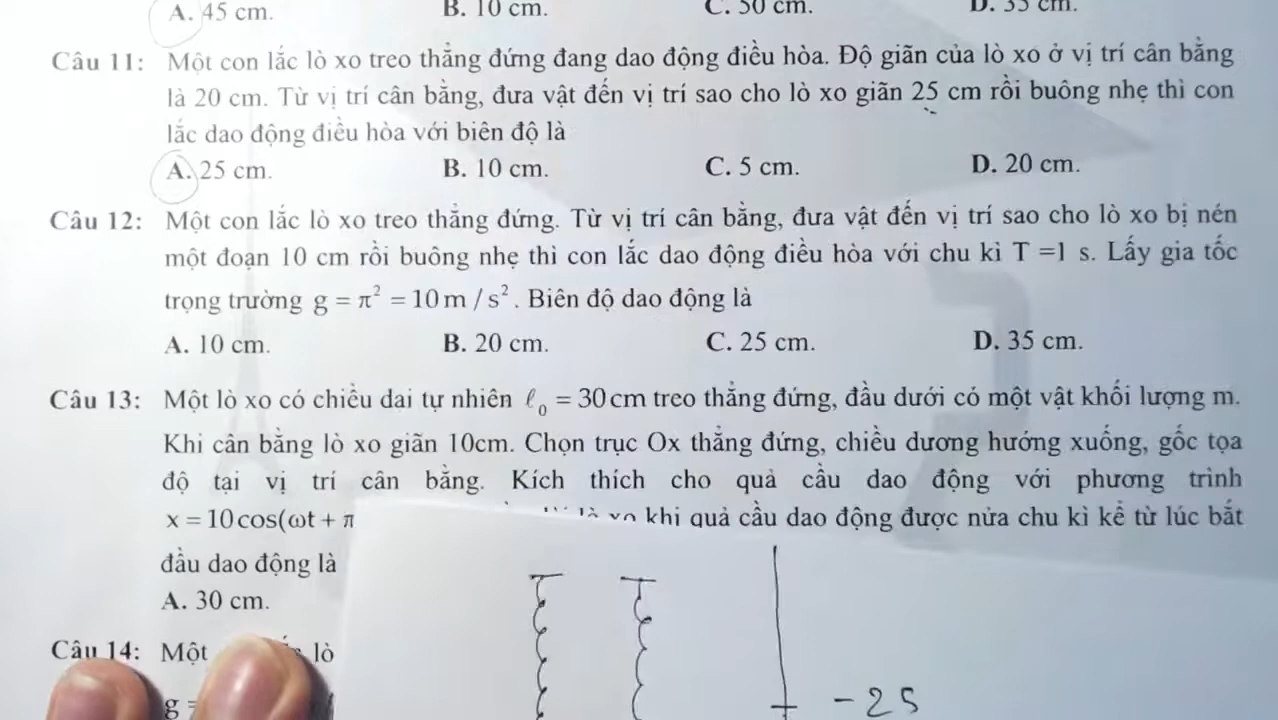 A. 45 cm. B. 10 cm. C. 50 cm. D. 35 cm.
Câu 11: Một con lắc lò xo treo thẳng đứng đang dao động điều hòa. Độ giãn của lò xo ở vị trí cân bằng
là 20 cm. Từ vị trí cân bằng, đưa vật đến vị trí sao cho lò xo giãn 25 cm rồi buông nhẹ thì con
lắc dao động điều hòa với biên độ là
A. 25 cm. B. 10 cm. C. 5 cm. D. 20 cm.
Câu 12: Một con lắc lò xo treo thẳng đứng. Từ vị trí cân bằng, đưa vật đến vị trí sao cho lò xo bị nén
một đoạn 10 cm rồi buông nhẹ thì con lắc dao động điều hòa với chu kì T =1 s. Lấy gia tốc
trọng trường g = π² = 10 m / s². Biên độ dao động là
A. 10 cm. B. 20 cm. C. 25 cm. D. 35 cm.
Câu 13: Một lò xo có chiều dai tự nhiên ℓ₀ = 30cm treo thẳng đứng, đầu dưới có một vật khối lượng m.
Khi cân bằng lò xo giãn 10cm. Chọn trục Ox thẳng đứng, chiều dương hướng xuống, gốc tọa
độ tại vị trí cân bằng. Kích thích cho quả cầu dao động với phương trình
x = 10cos(ωt + π khi quả cầu dao động được nửa chu kì kể từ lúc bắt
đầu dao động là
A. 30 cm.
Câu 14: Một lò
g =
-25